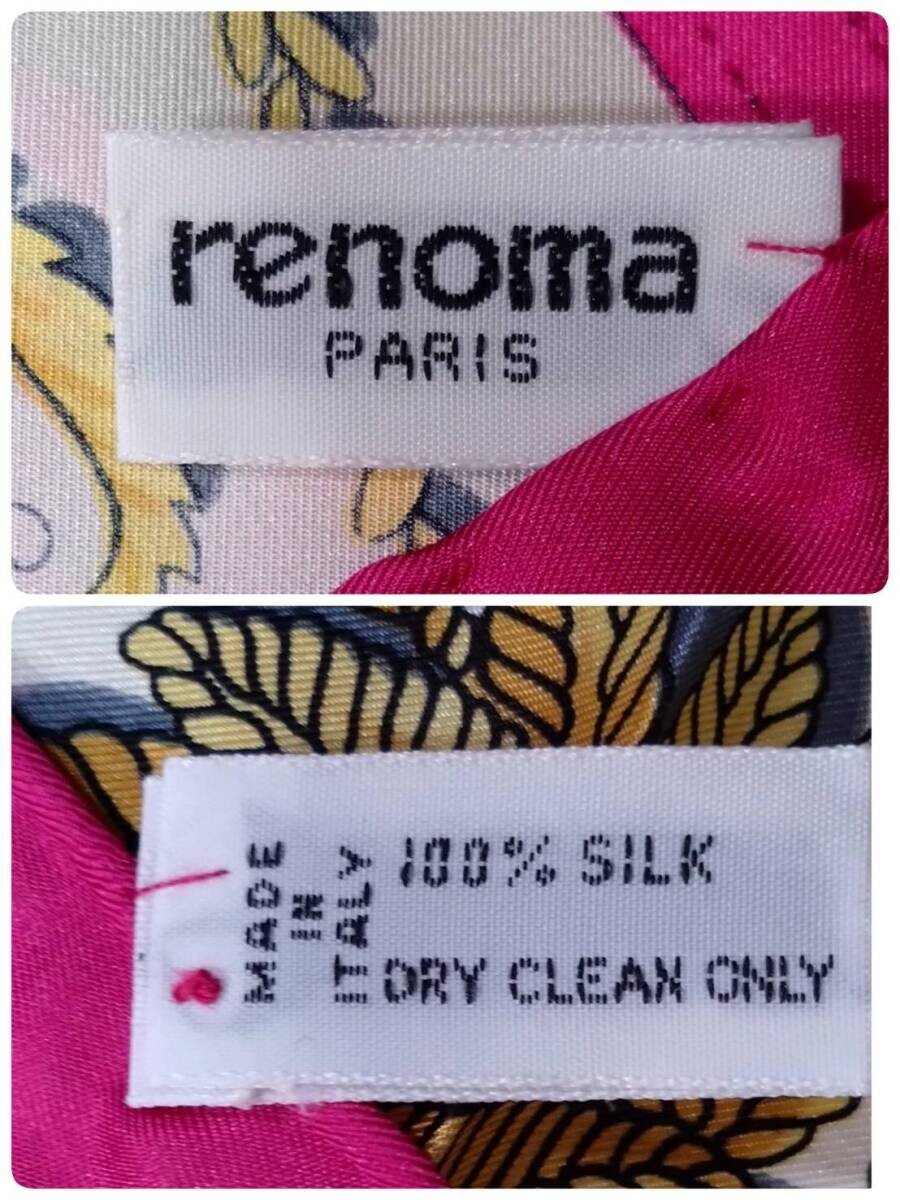 renoma
PARIS
MADE
IN
ITALY
100% SILK
DRY CLEAN ONLY